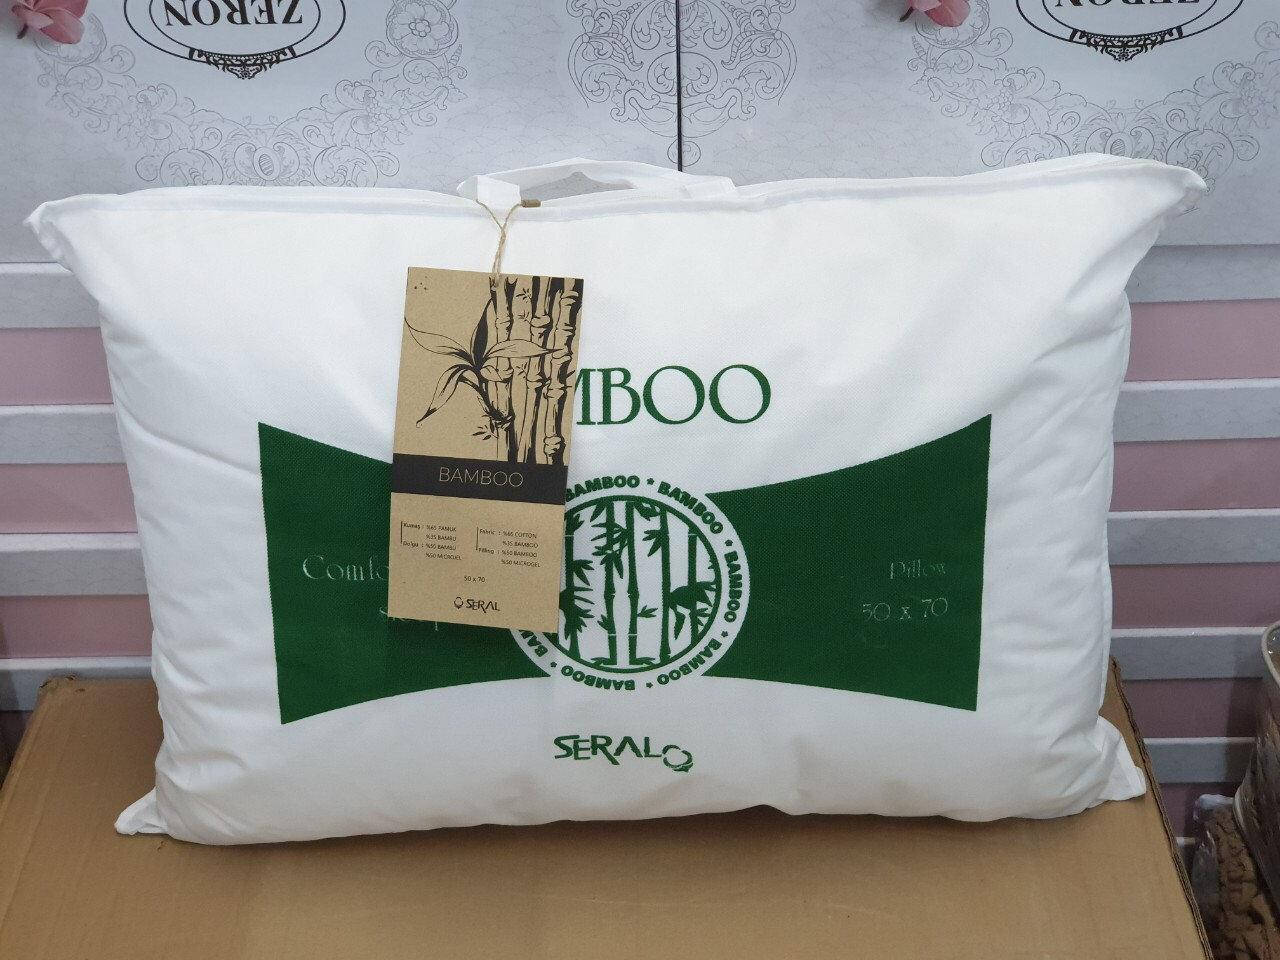 ZERON
ZERON
MBOO
BAMBOO
Kumaş : %65 PAMUK
%35 BAMBU
Dolgu : %50 BAMBU
%50 MICROJEL
Fabric : %65 COTTON
%35 BAMBOO
Filling : %50 BAMBOO
%50 MICROGEL
50 x 70
SERAL
BAMBOO * BAMBOO * BAMBOO * BAMBOO * BAMBOO *
Pillow
50 x 70
SERAL